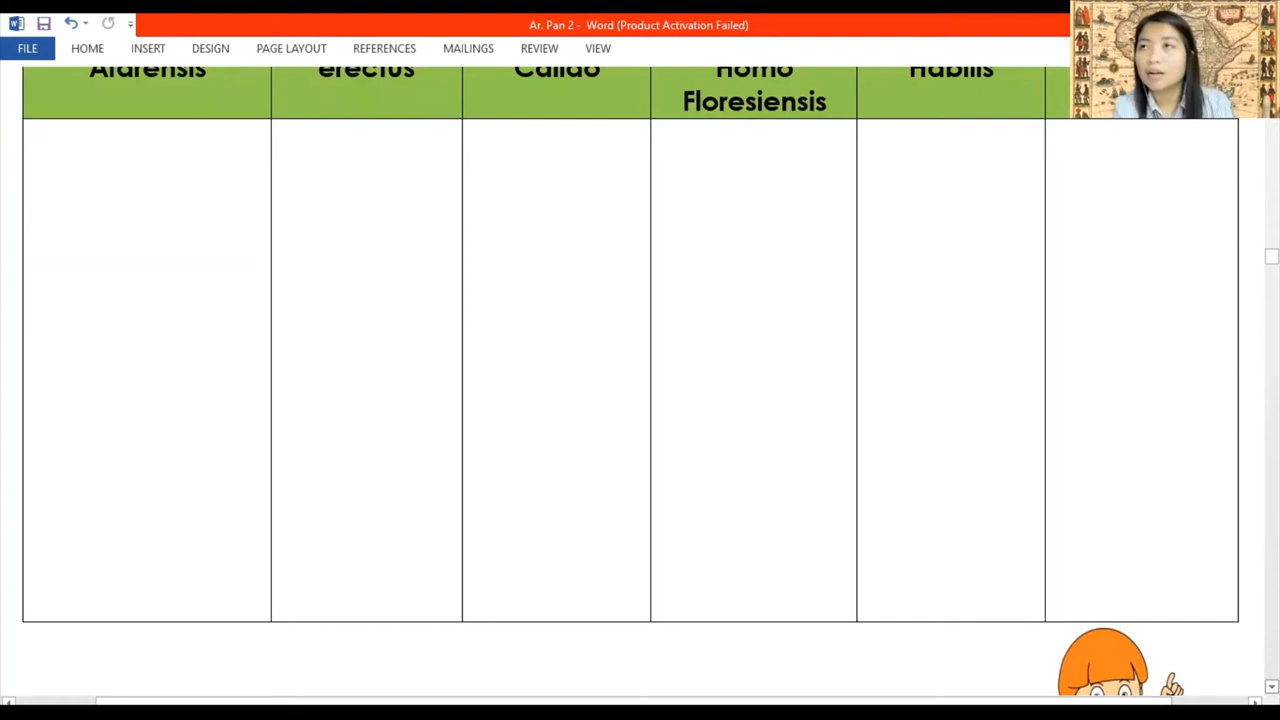 Ar. Pan 2 - Word (Product Activation Failed)
FILE HOME INSERT DESIGN PAGE LAYOUT REFERENCES MAILINGS REVIEW VIEW
Afarensis erectus Callao Homo Habilis
Floresiensis